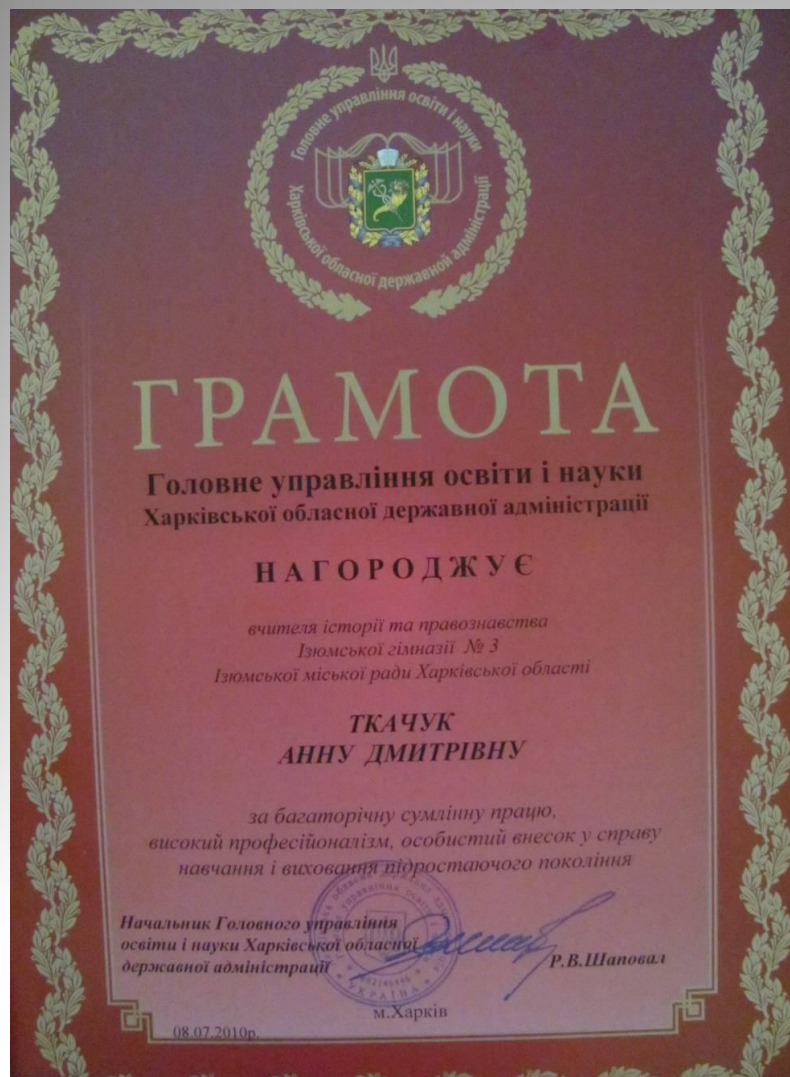 Головне управління освіти і науки
Харківської обласної державной адміністрації
ГРАМОТА
Головне управління освіти і науки
Харківської обласної державної адміністрації
НАГОРОДЖУЄ
вчителя історії та правознавства
Ізюмської гімназії № 3
Ізюмської міської ради Харківської області
ТКАЧУК
АННУ ДМИТРІВНУ
за багаторічну сумлінну працю,
високий професіоналізм, особистий внесок у справу
навчання і виховання підростаючого покоління
Начальник Головного управління
освіти і науки Харківської обласної
державної адміністрації
Р.В.Шаповал
УКРАЇНА
м.Харків
08.07.2010р.